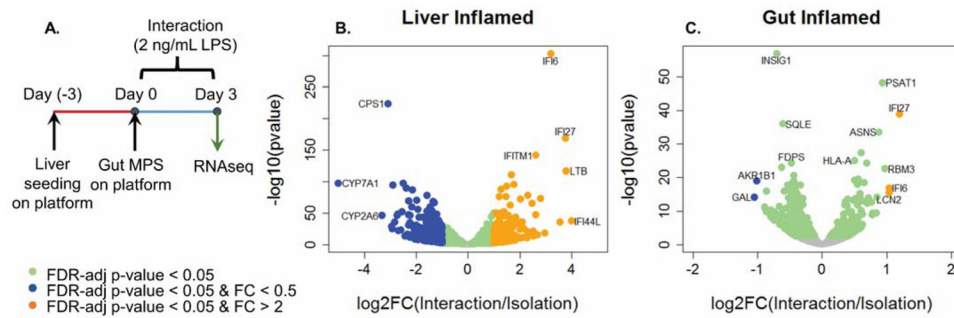 A.
Interaction
(2 ng/mL LPS)
Day (-3)
Day 0
Day 3
Liver
seeding
on platform
Gut MPS
on platform
RNAseq
FDR-adj p-value < 0.05
FDR-adj p-value < 0.05 & FC < 0.5
FDR-adj p-value < 0.05 & FC > 2
Liver Inflamed
B.
-log10(pvalue)
250
150
50
0
IFI6
CPS1
IFI27
IFITM1
LTB
CYP7A1
CYP2A6
IFI44L
-4
-2
0
2
4
log2FC(Interaction/Isolation)
Gut Inflamed
C.
-log10(pvalue)
50
40
30
20
10
0
INSIG1
PSAT1
IFI27
SQLE
ASNS
FDPS
HLA-A
RBM3
AKR1B1
IFI6
GAL
LCN2
-2
-1
0
1
2
log2FC(Interaction/Isolation)